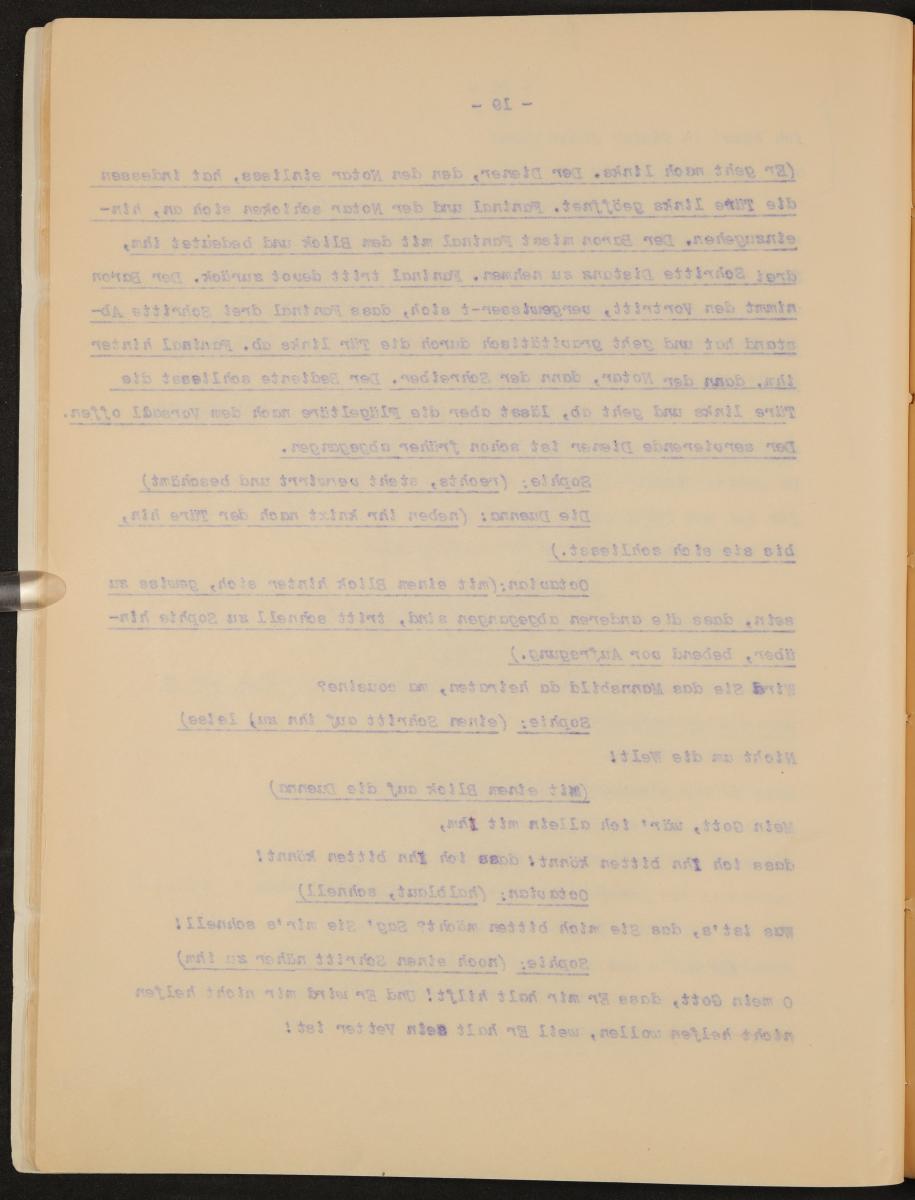 - 19 -
(Er geht nach links. Der Diener, den den Notar einliess, hat indessen
die Türe links geöffnet. Faninal und der Notar schicken sich an, hin-
einzugehen. Der Baron misst Faninal mit dem Blick und bedeutet ihm,
drei Schritte Distanz zu nehmen. Faninal tritt devot zurück. Der Baron
nimmt den Vortritt, vergewisser-t sich, dass Faninal drei Schritte Ab-
stand hat und geht gravitätisch durch die Tür links ab. Faninal hinter
ihm, dann der Notar, dann der Schreiber. Der Bediente schliesst die
Türe links und geht ab, lässt aber die Flügeltüre nach dem Vorsaal offen.
Der servierende Diener ist schon früher abgegangen.
Sophie: (rechts, steht verwirrt und beschämt)
Die Duenna: (neben ihr knixt nach der Türe hin,
bis sie sich schliesst.)
Octavian:(mit einem Blick hinter sich, gewiss zu
sein, dass die anderen abgegangen sind, tritt schnell zu Sophie hin-
über, bebend vor Aufregung.)
Wird Sie das Mannsbild da heiraten, ma cousine?
Sophie: (einen Schritt auf ihn zu) leise)
Nicht um die Welt!
(Mit einem Blick auf die Duenna)
Mein Gott, wär' ich allein mit Ihm,
dass ich Ihn bitten könnt! dass ich Ihn bitten könnt!
Octavian: (halblaut, schnell)
Was ist's, das Sie mich bitten möcht? Sag' Sie mir's schnell!
Sophie: (noch einen Schritt näher zu ihm)
O mein Gott, dass Er mir halt hilft! Und Er wird mir nicht helfen
nicht helfen wollen, weil Er halt sein Vetter ist!